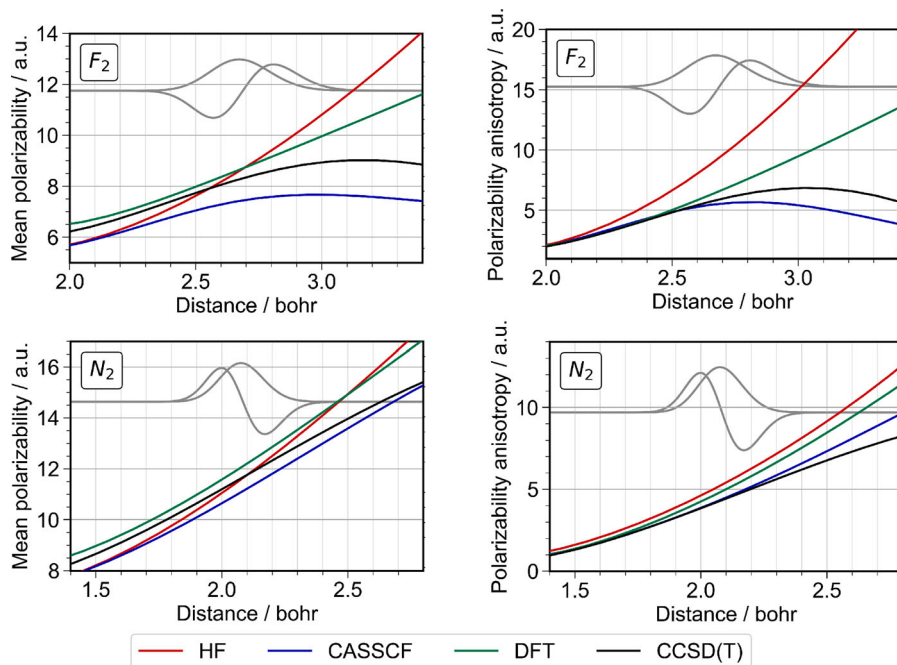 14
12
10
8
6
2.0
2.5
3.0
Mean polarizability / a.u.
Distance / bohr
F2
20
15
10
5
2.0
2.5
3.0
Polarizability anisotropy / a.u.
Distance / bohr
F2
16
14
12
10
8
1.5
2.0
2.5
Mean polarizability / a.u.
Distance / bohr
N2
10
5
0
1.5
2.0
2.5
Polarizability anisotropy / a.u.
Distance / bohr
N2
HF CASSCF DFT CCSD(T)